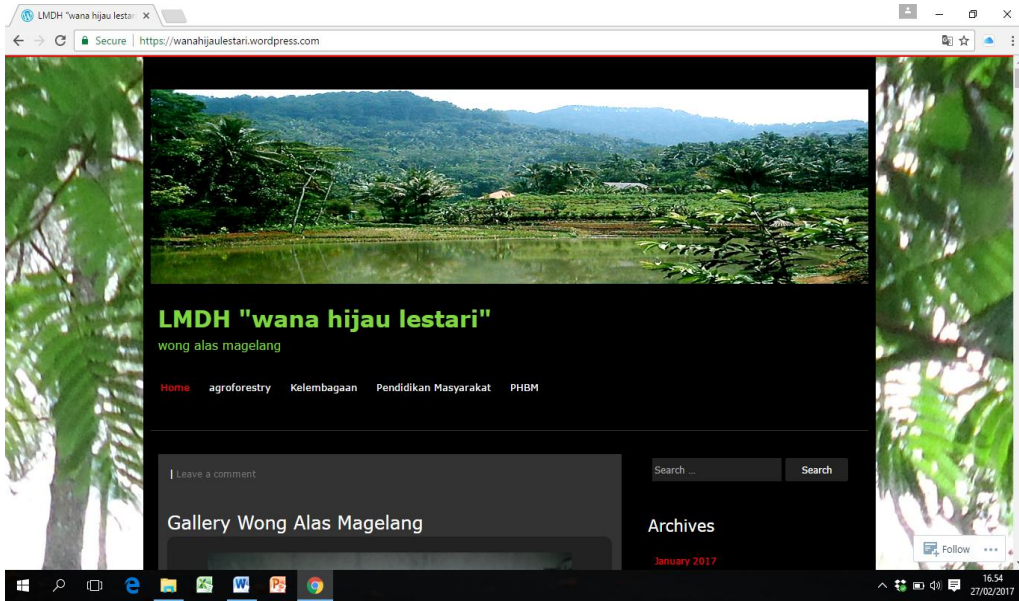 LMDH "wana hijau lestari
Secure
https://wanahijaulestari.wordpress.com
LMDH "wana hijau lestari"
wong alas magelang
Home agroforestry Kelembagaan Pendidikan Masyarakat PHBM
| Leave a comment
Search ... Search
Gallery Wong Alas Magelang
Archives
January 2017
Follow
16.54
27/02/2017